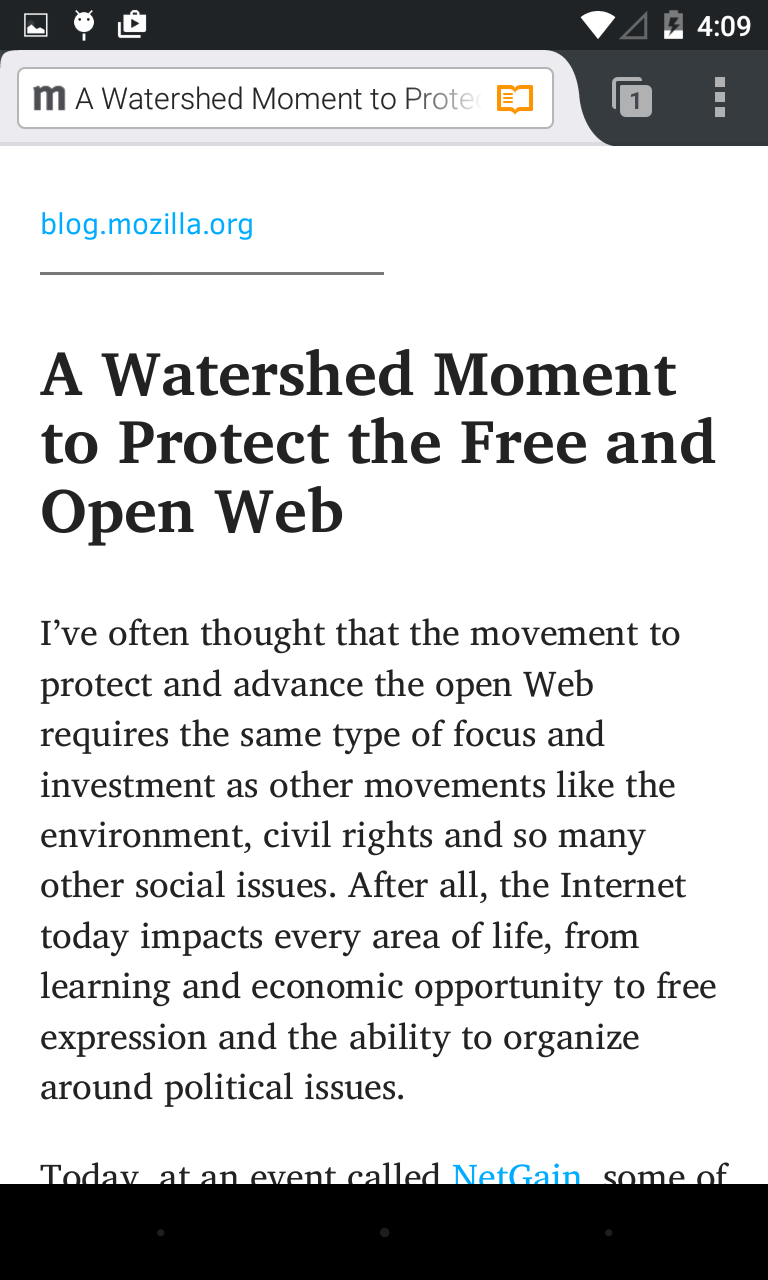 4:09
m A Watershed Moment to Protec
1
blog.mozilla.org
A Watershed Moment
to Protect the Free and
Open Web
I’ve often thought that the movement to
protect and advance the open Web
requires the same type of focus and
investment as other movements like the
environment, civil rights and so many
other social issues. After all, the Internet
today impacts every area of life, from
learning and economic opportunity to free
expression and the ability to organize
around political issues.
Today, at an event called NetGain, some of